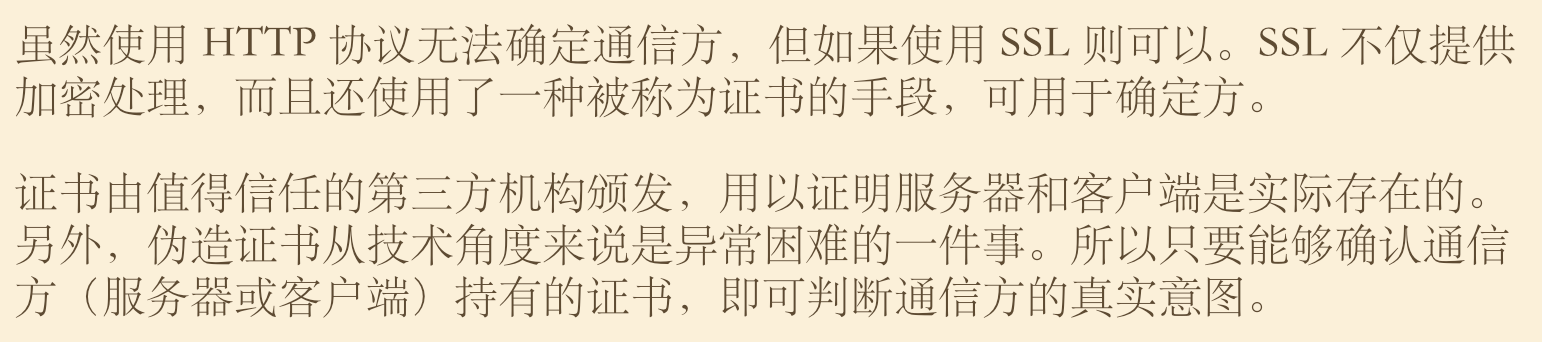 虽然使用 HTTP 协议无法确定通信方，但如果使用 SSL 则可以。SSL 不仅提供
加密处理，而且还使用了一种被称为证书的手段，可用于确定方。
证书由值得信任的第三方机构颁发，用以证明服务器和客户端是实际存在的。
另外，伪造证书从技术角度来说是异常困难的一件事。所以只要能够确认通信
方（服务器或客户端）持有的证书，即可判断通信方的真实意图。